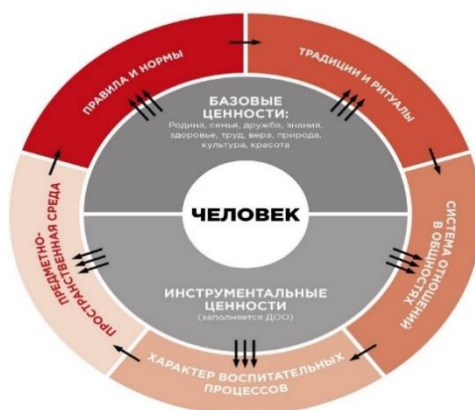 ПРАВИЛА И НОРМЫ
ТРАДИЦИИ И РИТУАЛЫ
БАЗОВЫЕ
ЦЕННОСТИ:
Родина, семья, дружба, знания,
здоровье, труд, вера, природа,
культура, красота
ЧЕЛОВЕК
ИНСТРУМЕНТАЛЬНЫЕ
ЦЕННОСТИ
(заполняется ДОО)
СИСТЕМА ОТНОШЕНИЙ
В ОБЩНОСТЯХ
ХАРАКТЕР ВОСПИТАТЕЛЬНЫХ
ПРОЦЕССОВ
ПРЕДМЕТНО-
ПРОСТРАНСТВЕННАЯ СРЕДА